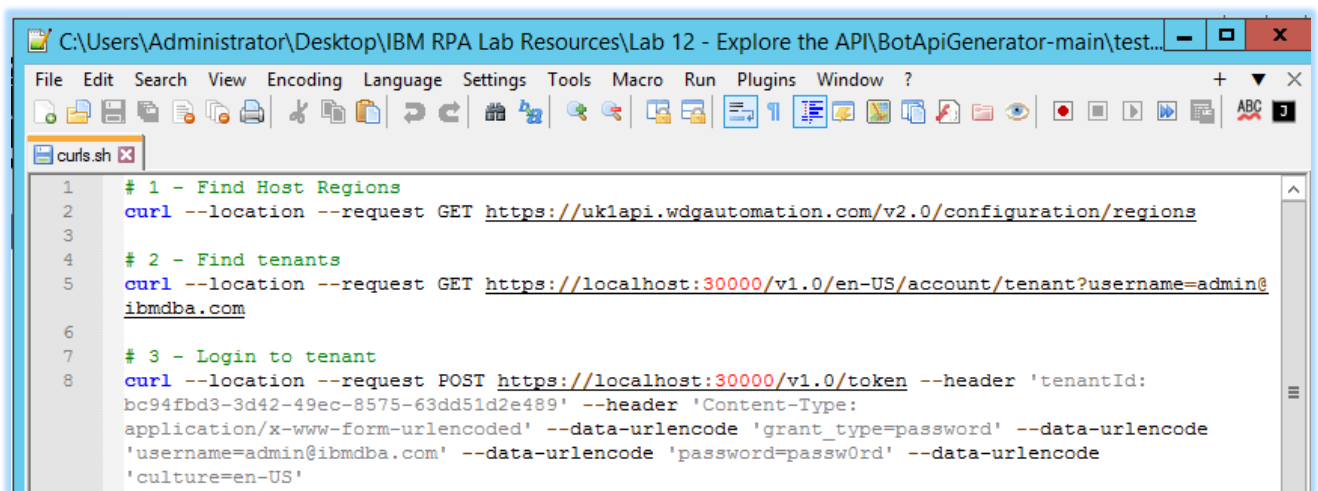 C:\Users\Administrator\Desktop\IBM RPA Lab Resources\Lab 12 - Explore the API\BotApiGenerator-main\test...
File Edit Search View Encoding Language Settings Tools Macro Run Plugins Window ?
ABC
J
curls.sh
1 # 1 - Find Host Regions
2 curl --location --request GET https://uk1api.wdgautomation.com/v2.0/configuration/regions
3
4 # 2 - Find tenants
5 curl --location --request GET https://localhost:30000/v1.0/en-US/account/tenant?username=admin@
ibmdba.com
6
7 # 3 - Login to tenant
8 curl --location --request POST https://localhost:30000/v1.0/token --header 'tenantId:
bc94fbd3-3d42-49ec-8575-63dd51d2e489' --header 'Content-Type:
application/x-www-form-urlencoded' --data-urlencode 'grant_type=password' --data-urlencode
'username=admin@ibmdba.com' --data-urlencode 'password=passw0rd' --data-urlencode
'culture=en-US'